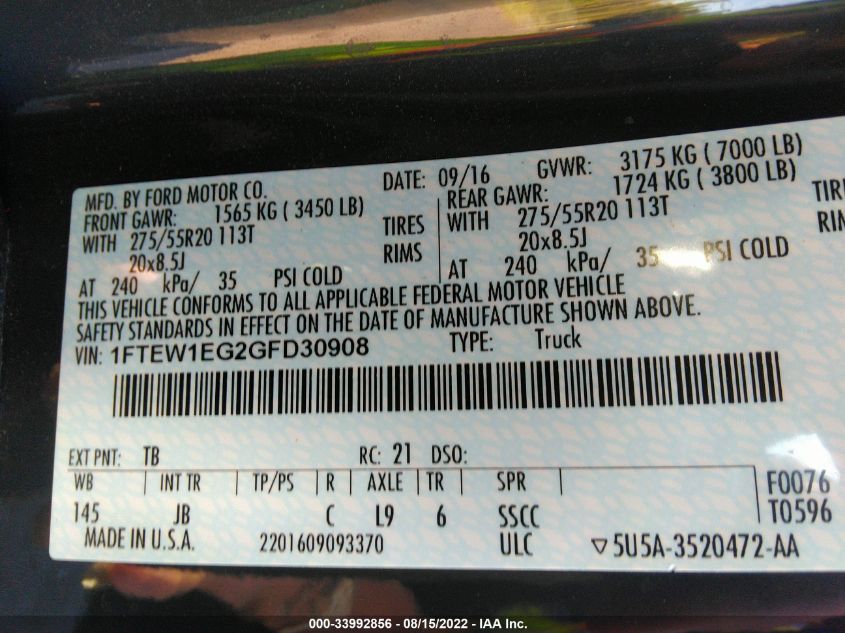 MFD. BY FORD MOTOR CO. DATE: 09/16 GVWR: 3175 KG ( 7000 LB)
FRONT GAWR: 1565 KG ( 3450 LB) REAR GAWR: 1724 KG ( 3800 LB)
WITH 275/55R20 113T TIRES WITH 275/55R20 113T TIRE
20x8.5J RIMS 20x8.5J RIMS
AT 240 kPa/ 35 PSI COLD AT 240 kPa/ 35 PSI COLD
THIS VEHICLE CONFORMS TO ALL APPLICABLE FEDERAL MOTOR VEHICLE
SAFETY STANDARDS IN EFFECT ON THE DATE OF MANUFACTURE SHOWN ABOVE.
VIN: 1FTEW1EG2GFD30908 TYPE: Truck
EXT PNT: TB RC: 21 DSO:
WB INT TR TP/PS R AXLE TR SPR F0076
145 JB C L9 6 SSCC T0596
MADE IN U.S.A. 2201609093370 ULC ▽5U5A-3520472-AA
000-33992856 - 08/15/2022 - IAA Inc.